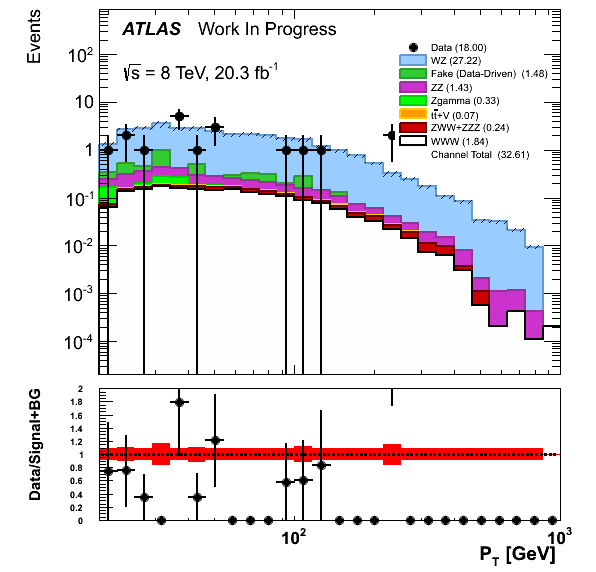 Events
ATLAS Work In Progress
√s = 8 TeV, 20.3 fb⁻¹
Data (18.00)
WZ (27.22)
Fake (Data-Driven) (1.48)
ZZ (1.43)
Zgamma (0.33)
tt̄+V (0.07)
ZWW+ZZZ (0.24)
WWW (1.84)
Channel Total (32.61)
10²
10
1
10⁻¹
10⁻²
10⁻³
10⁻⁴
Data/Signal+BG
2
1.8
1.6
1.4
1.2
1
0.8
0.6
0.4
0.2
0
10² 10³
P_T [GeV]